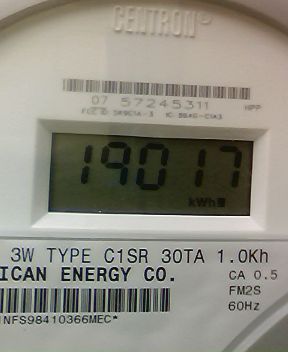 CENTRON®
07 57245311
HPP
19017
kWh
3W TYPE C1SR 30TA 1.0Kh
ICAN ENERGY CO.
CA 0.5
FM2S
60Hz
NFS98410366MEC*